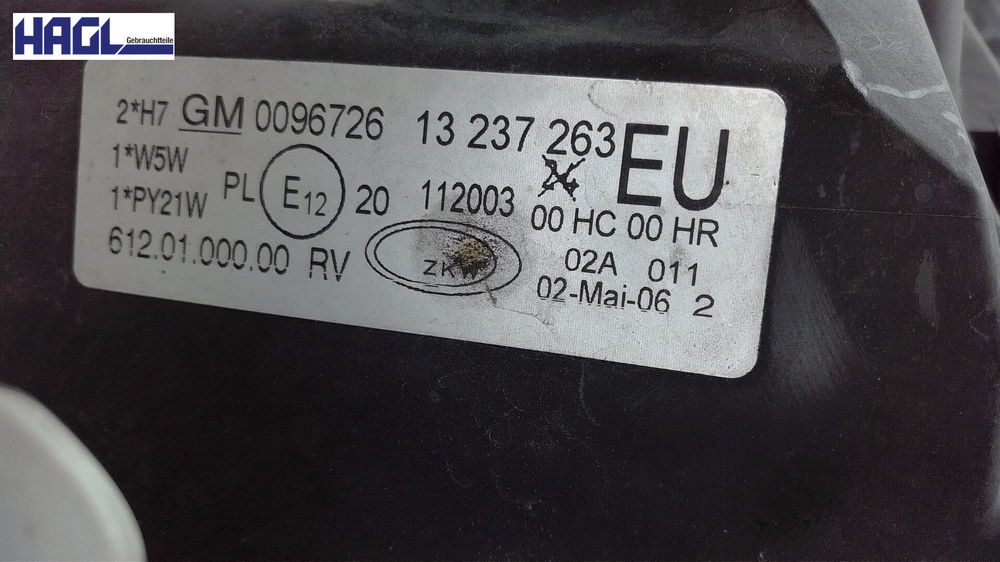 HAGL
Gebrauchtteile
2*H7 GM 0096726 13 237 263 EU
1*W5W
1*PY21W PL E12 20 112003 00 HC 00 HR
612.01.000.00 RV ZKW 02A 011
02-Mai-06 2